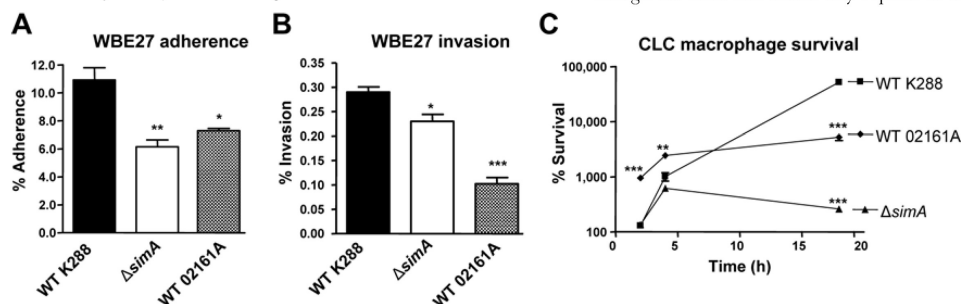 A
WBE27 adherence
% Adherence
12.0
10.0
8.0
6.0
4.0
2.0
0.0
**
*
WT K288
ΔsimA
WT 02161A
B
WBE27 invasion
% Invasion
0.35
0.30
0.25
0.20
0.15
0.10
0.05
0.00
*
***
WT K288
ΔsimA
WT 02161A
C
CLC macrophage survival
% Survival
100,000
10,000
1,000
100
***
**
***
***
WT K288
WT 02161A
ΔsimA
0
5
10
15
20
Time (h)